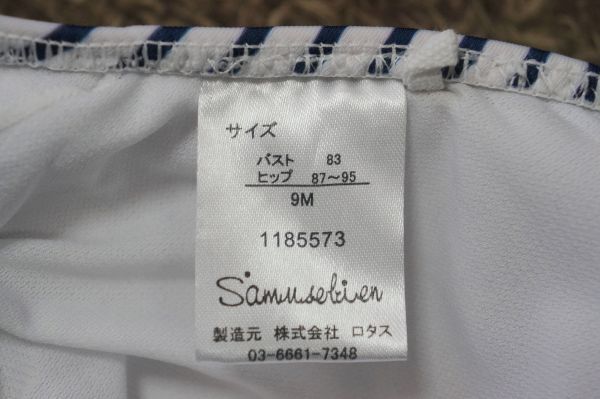 サイズ
バスト 83
ヒップ 87～95
9M
1185573
Samusebien
製造元 株式会社 ロタス
03-6661-7348